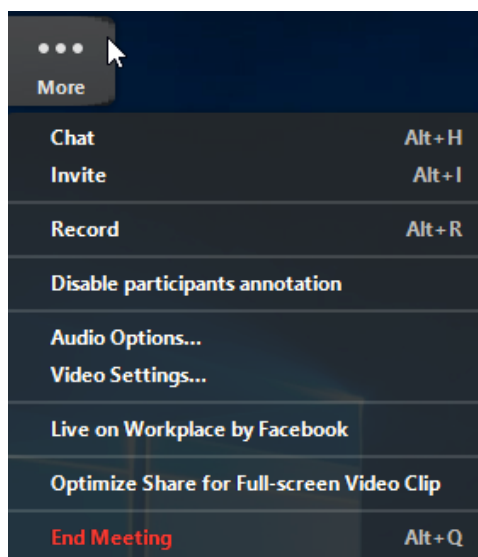 More
Chat Alt+H
Invite Alt+I
Record Alt+R
Disable participants annotation
Audio Options...
Video Settings...
Live on Workplace by Facebook
Optimize Share for Full-screen Video Clip
End Meeting Alt+Q